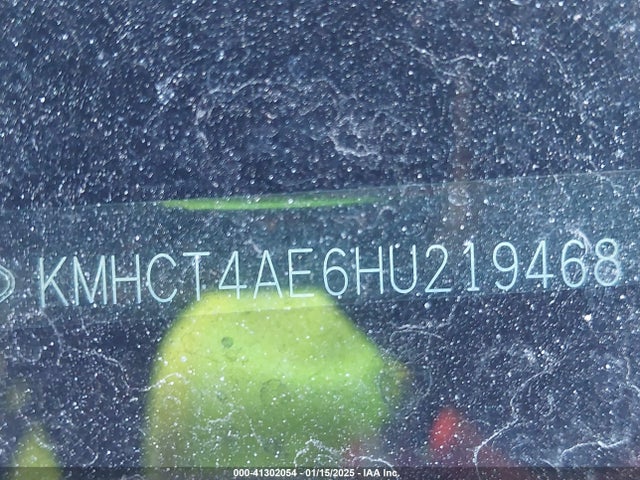 KMHCT4AE6HU219468
000-41302054 - 01/15/2025 - IAA Inc.